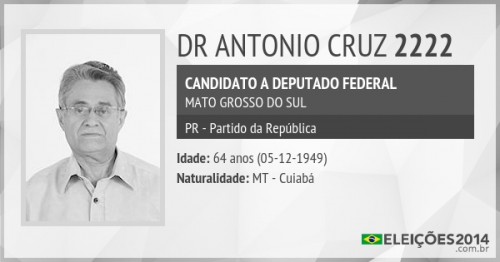 DR ANTONIO CRUZ 2222
CANDIDATO A DEPUTADO FEDERAL
MATO GROSSO DO SUL
PR - Partido da República
Idade: 64 anos (05-12-1949)
Naturalidade: MT - Cuiabá
ELEIÇÕES2014
.com.br